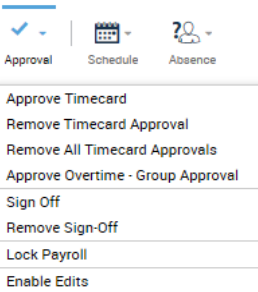 Approval Schedule Absence
Approve Timecard
Remove Timecard Approval
Remove All Timecard Approvals
Approve Overtime - Group Approval
Sign Off
Remove Sign-Off
Lock Payroll
Enable Edits